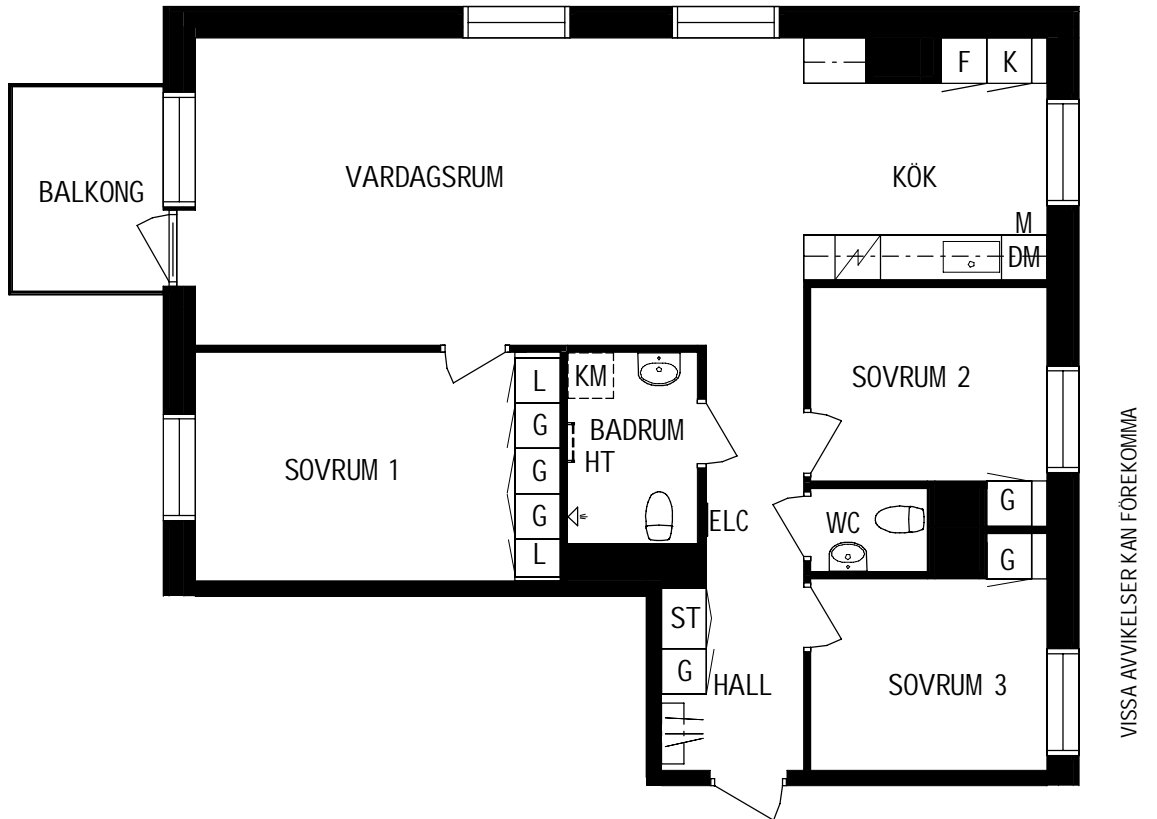 F K
BALKONG
VARDAGSRUM
KÖK
M
DM
L
KM
SOVRUM 2
G
BADRUM
SOVRUM 1
HT
G
G
G
ELC
WC
L
G
ST
G
HALL
SOVRUM 3
VISSA AVVIKELSER KAN FÖREKOMMA